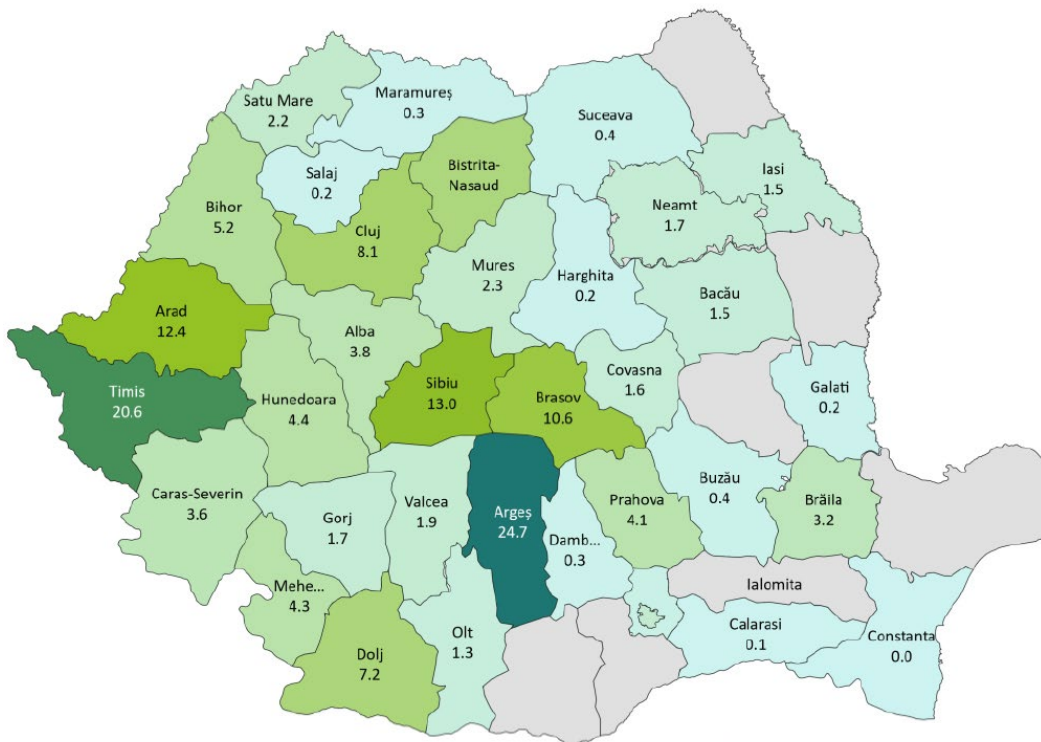 Satu Mare
2.2
Maramureș
0.3
Suceava
0.4
Iasi
1.5
Salaj
0.2
Bistrita-
Nasaud
Neamt
1.7
Bihor
5.2
Cluj
8.1
Mures
2.3
Harghita
0.2
Bacău
1.5
Arad
12.4
Alba
3.8
Timis
20.6
Hunedoara
4.4
Sibiu
13.0
Brasov
10.6
Covasna
1.6
Galati
0.2
Caras-Severin
3.6
Gorj
1.7
Valcea
1.9
Argeș
24.7
Damb...
0.3
Prahova
4.1
Buzău
0.4
Brăila
3.2
Mehe...
4.3
Ialomita
Dolj
7.2
Olt
1.3
Calarasi
0.1
Constanta
0.0